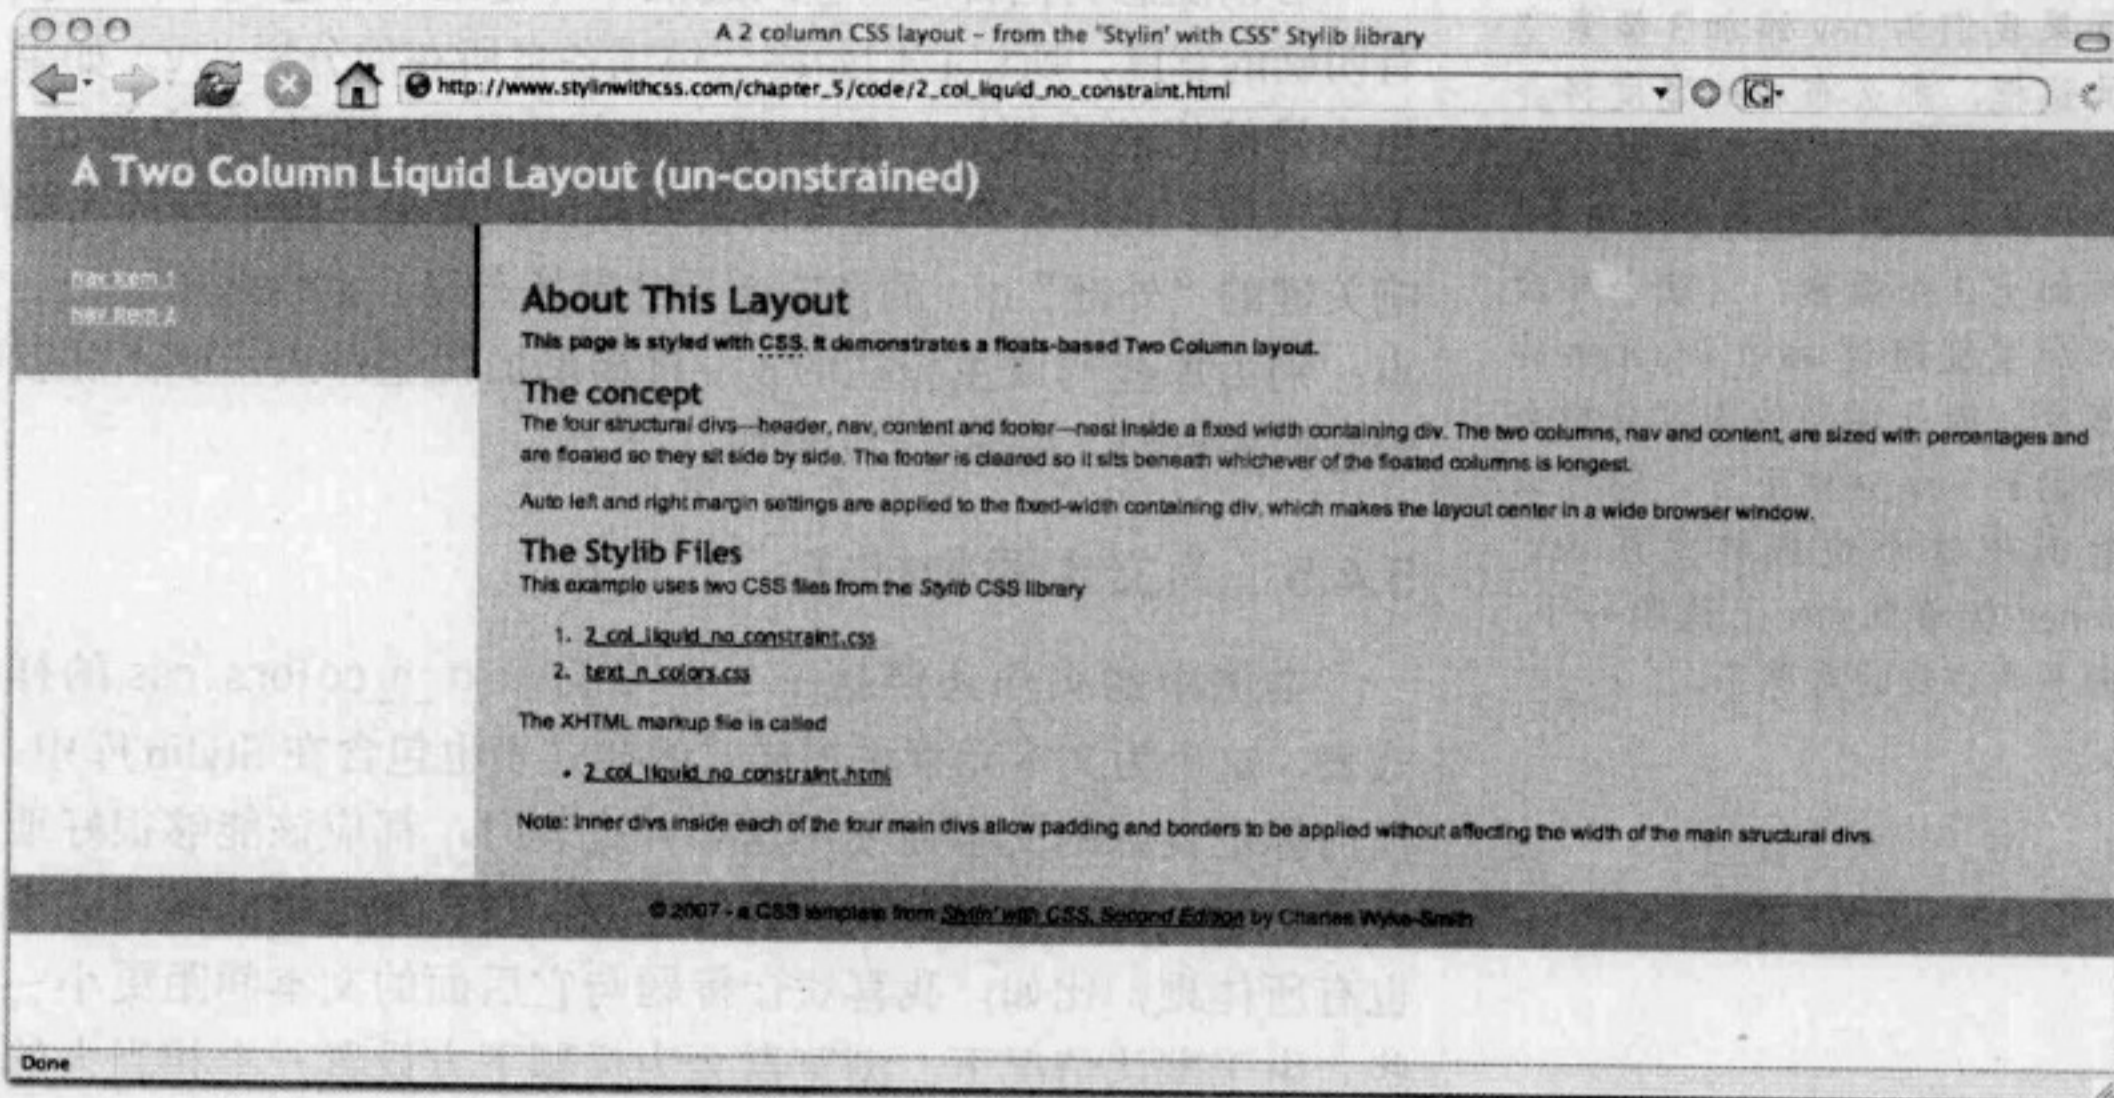 A 2 column CSS layout – from the "Stylin' with CSS" Stylib library
http://www.stylinwithcss.com/chapter_5/code/2_col_liquid_no_constraint.html
G
A Two Column Liquid Layout (un-constrained)
Nav Item 1
Nav Item 2
About This Layout
This page is styled with CSS. It demonstrates a floats-based Two Column layout.
The concept
The four structural divs—header, nav, content and footer—nest inside a fixed width containing div. The two columns, nav and content, are sized with percentages and
are floated so they sit side by side. The footer is cleared so it sits beneath whichever of the floated columns is longest.
Auto left and right margin settings are applied to the fixed-width containing div, which makes the layout center in a wide browser window.
The Stylib Files
This example uses two CSS files from the Stylib CSS library
1. 2_col_liquid_no_constraint.css
2. text_n_colors.css
The XHTML markup file is called
• 2_col_liquid_no_constraint.html
Note: Inner divs inside each of the four main divs allow padding and borders to be applied without affecting the width of the main structural divs.
© 2007 - a CSS template from Stylin' with CSS, Second Edition by Charles Wyke-Smith
Done